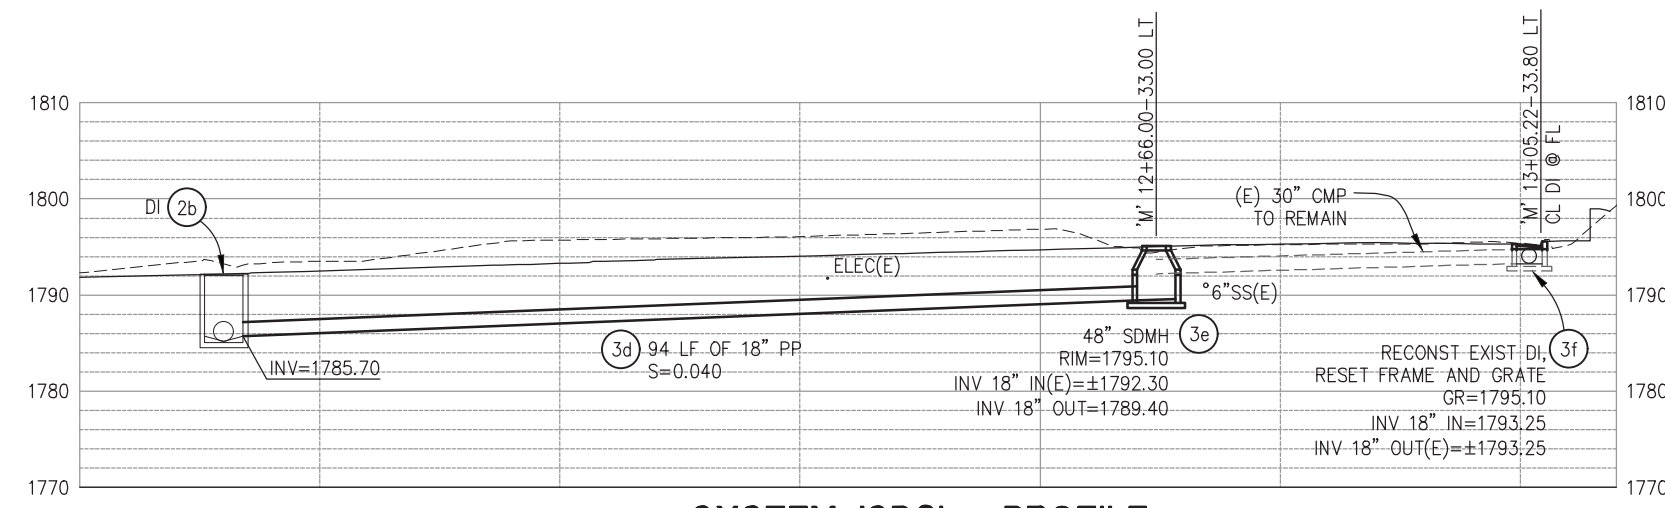 'M' 12+66.00-33.00 LT
'M' 13+05.22-33.80 LT
CL DI @ FL
1810
1810
1800
1800
1790
1790
1780
1780
1770
1770
DI 2b
(E) 30" CMP
TO REMAIN
ELEC(E)
°6"SS(E)
INV=1785.70
3d 94 LF OF 18" PP
S=0.040
48" SDMH 3e
RIM=1795.10
INV 18" IN(E)=±1792.30
INV 18" OUT=1789.40
RECONST EXIST DI, 3f
RESET FRAME AND GRATE
GR=1795.10
INV 18" IN=1793.25
INV 18" OUT(E)=±1793.25